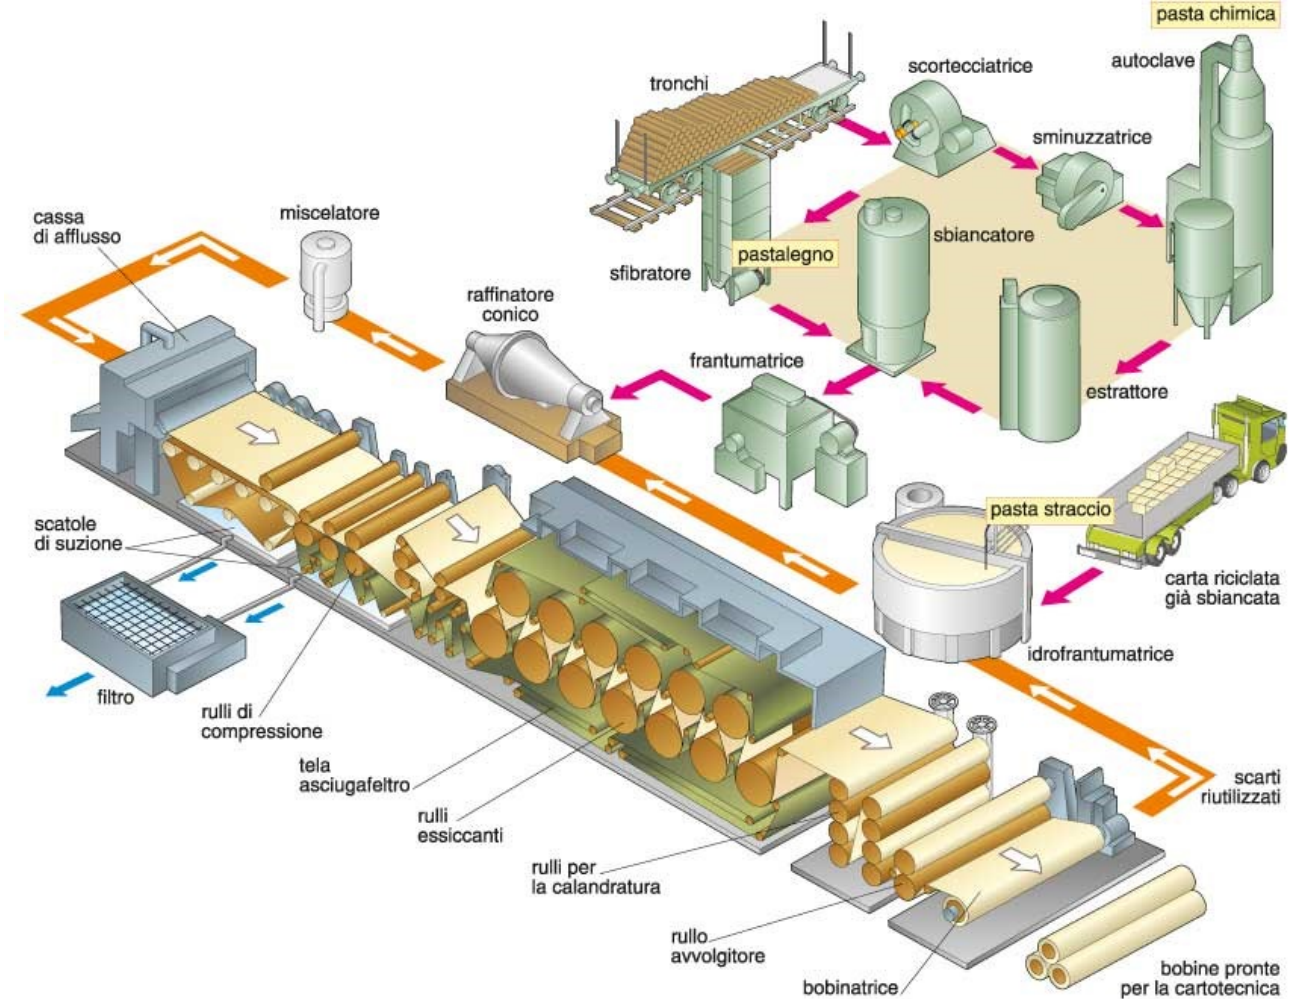 pasta chimica
autoclave
scortecciatrice
tronchi
sminuzzatrice
cassa
di afflusso
miscelatore
sbiancatore
pastalegno
sfibratore
raffinatore
conico
frantumatrice
estrattore
pasta straccio
scatole
di suzione
carta riciclata
già sbiancata
idrofrantumatrice
filtro
rulli di
compressione
tela
asciugafeltro
scarti
riutilizzati
rulli
essiccanti
rulli per
la calandratura
rullo
avvolgitore
bobinatrice
bobine pronte
per la cartotecnica